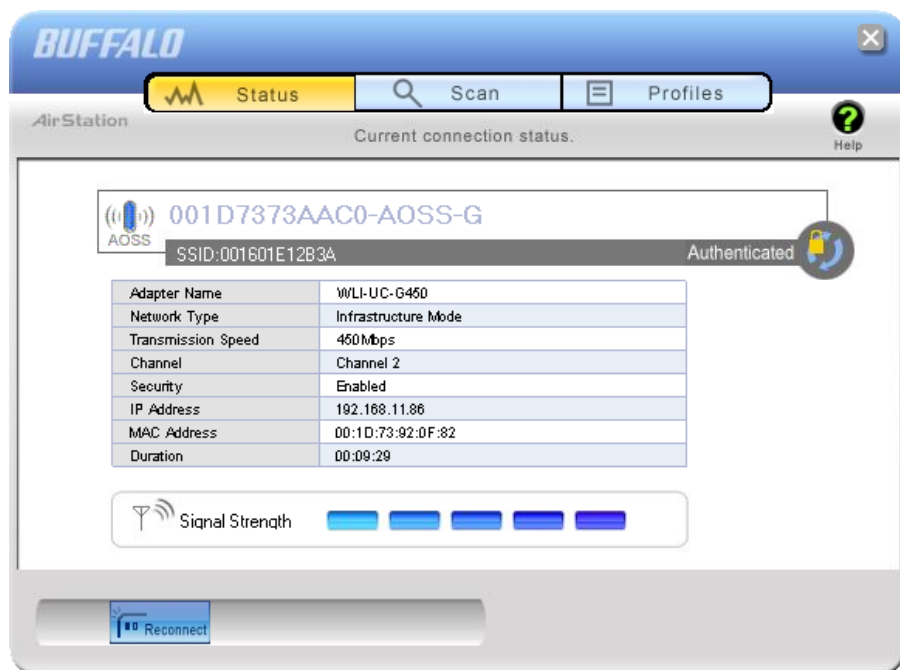 BUFFALO
Status Scan Profiles
AirStation
Current connection status.
Help
001D7373AAC0-AOSS-G
AOSS
SSID:001601E12B3A Authenticated
Adapter Name WLI-UC-G450
Network Type Infrastructure Mode
Transmission Speed 450Mbps
Channel Channel 2
Security Enabled
IP Address 192.168.11.86
MAC Address 00:1D:73:92:0F:82
Duration 00:09:29
Signal Strength
Reconnect